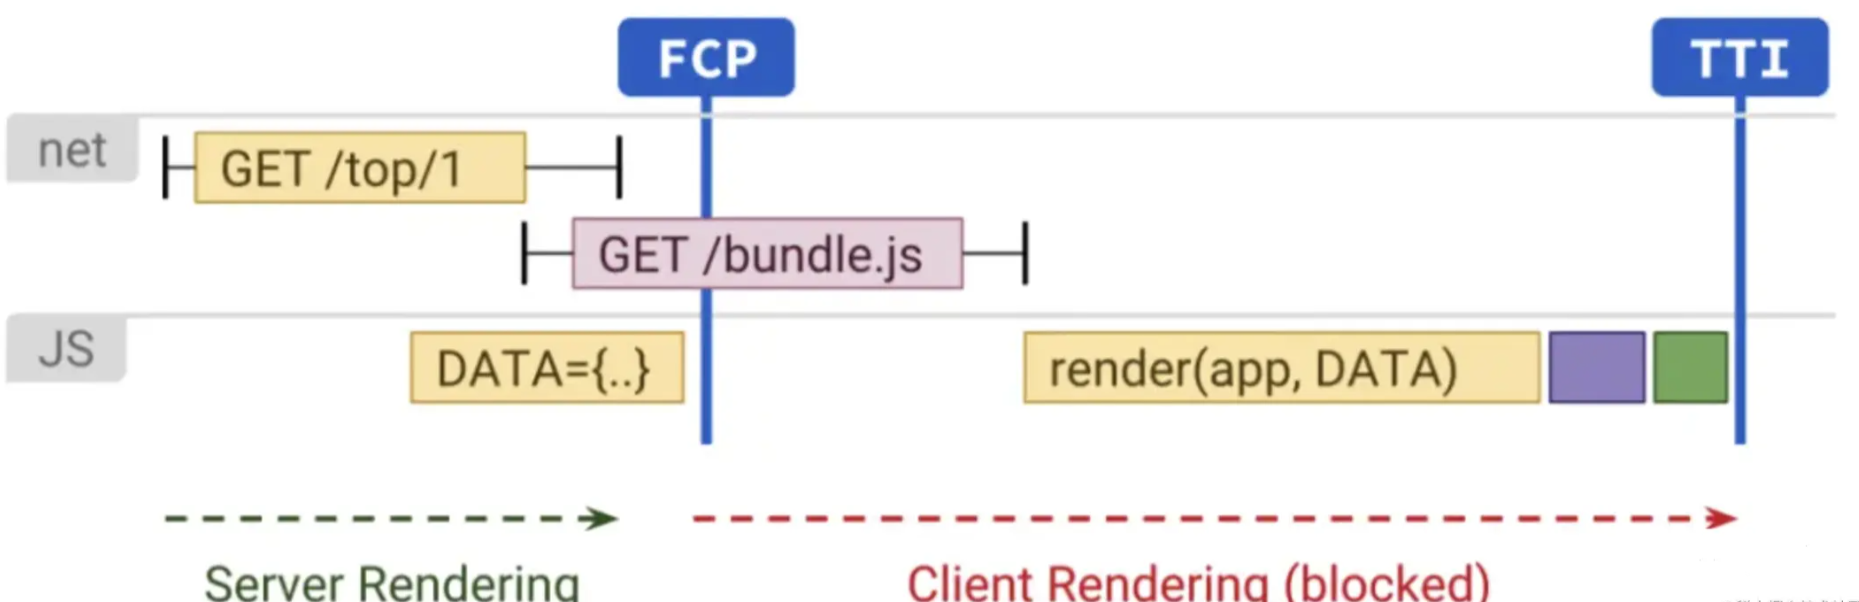 FCP
TTI
net
GET /top/1
GET /bundle.js
JS
DATA={..}
render(app, DATA)
Server Rendering
Client Rendering (blocked)